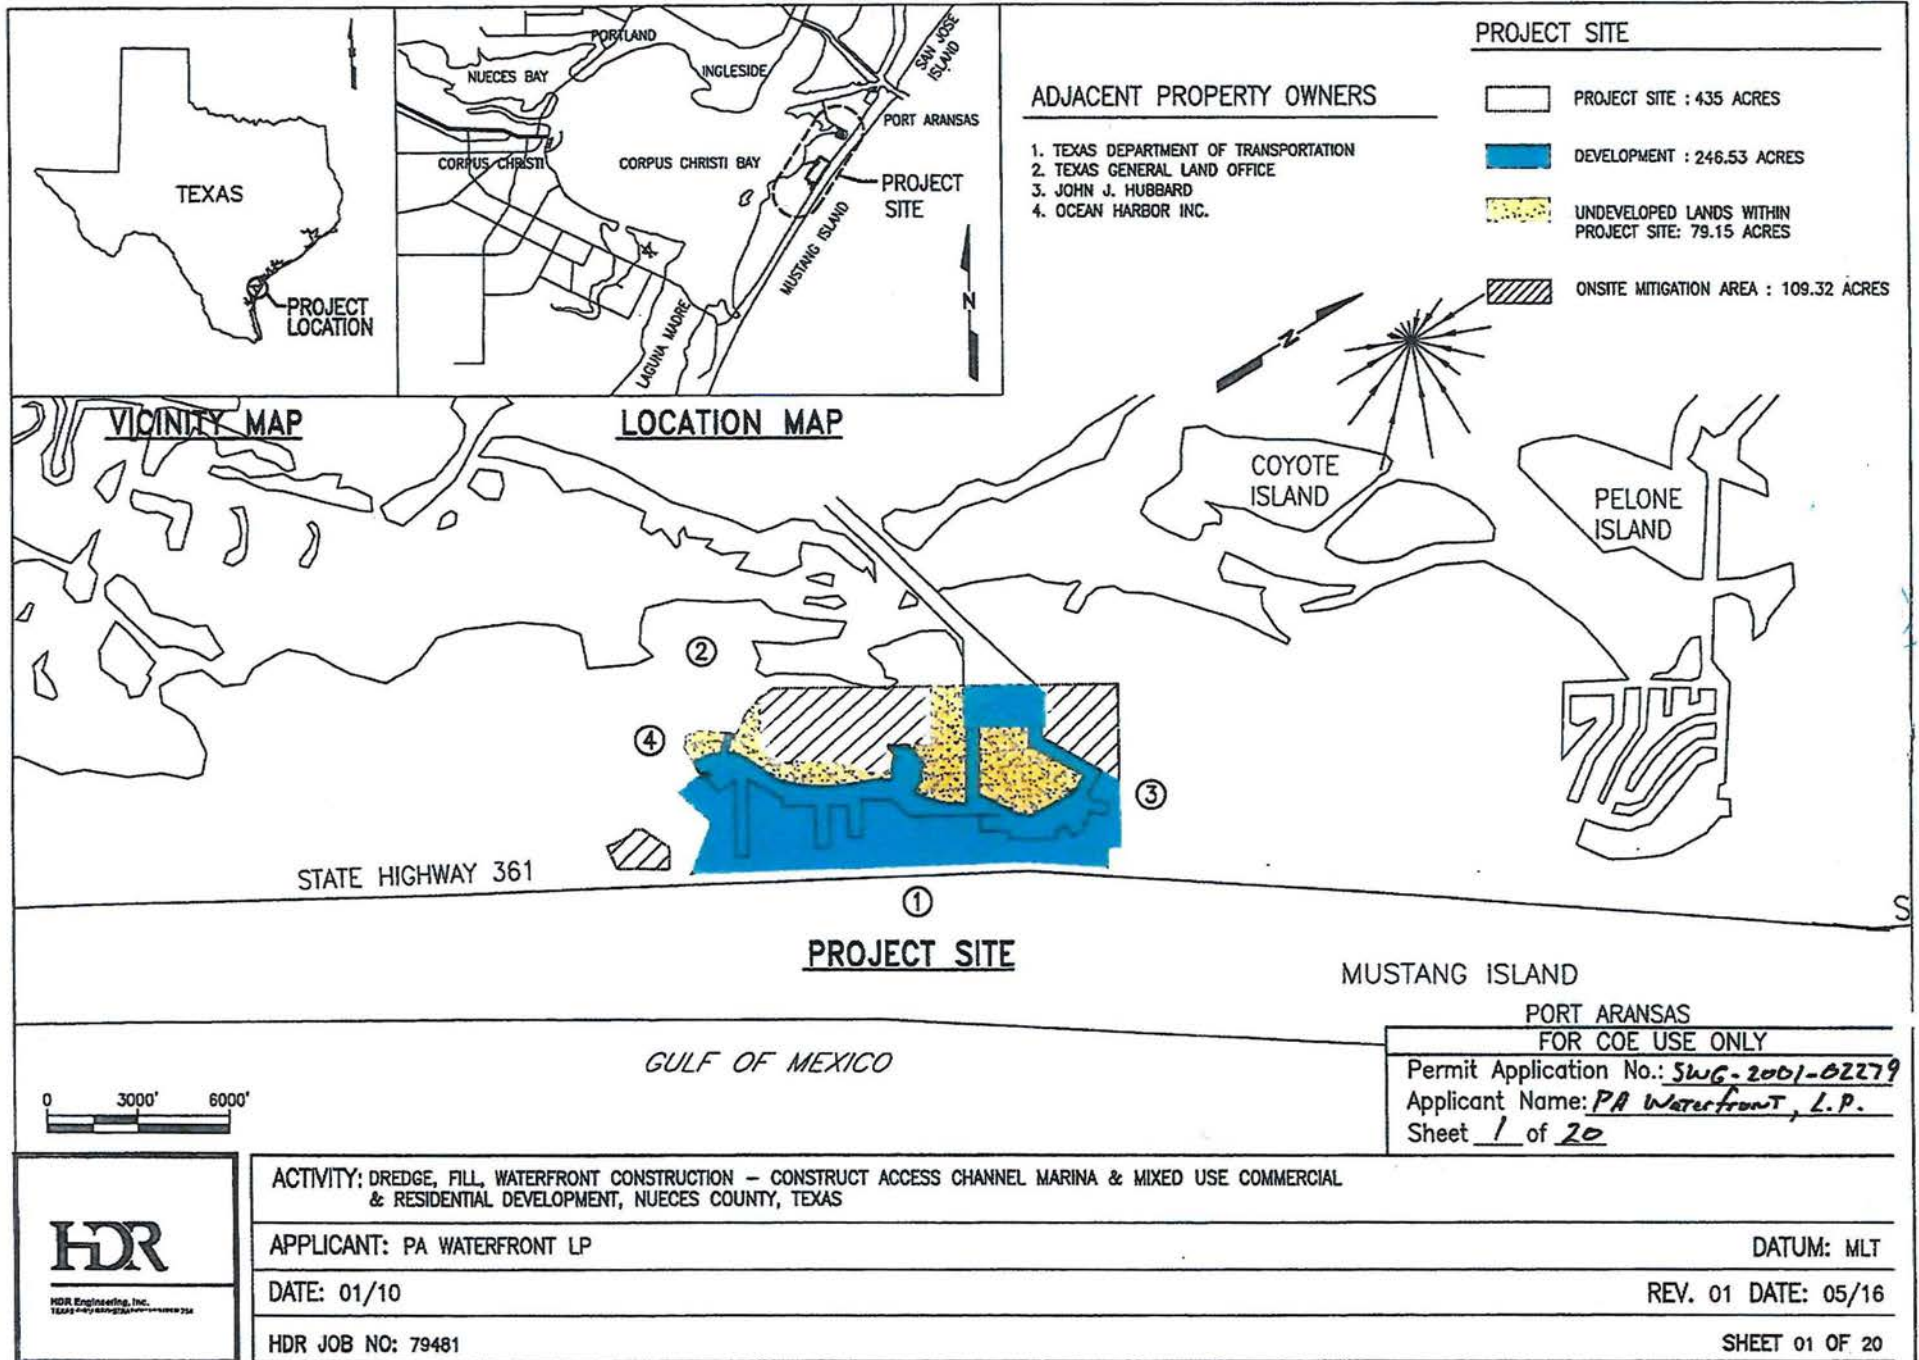 TEXAS
PROJECT
LOCATION
VICINITY MAP
PORTLAND
NUECES BAY
INGLESIDE
SAN JOSE
ISLAND
PORT ARANSAS
CORPUS CHRISTI
CORPUS CHRISTI BAY
PROJECT
SITE
MUSTANG ISLAND
LAGUNA MADRE
N
LOCATION MAP
ADJACENT PROPERTY OWNERS
1. TEXAS DEPARTMENT OF TRANSPORTATION
2. TEXAS GENERAL LAND OFFICE
3. JOHN J. HUBBARD
4. OCEAN HARBOR INC.
PROJECT SITE
PROJECT SITE : 435 ACRES
DEVELOPMENT : 246.53 ACRES
UNDEVELOPED LANDS WITHIN
PROJECT SITE: 79.15 ACRES
ONSITE MITIGATION AREA : 109.32 ACRES
N
COYOTE
ISLAND
PELONE
ISLAND
2
4
3
STATE HIGHWAY 361
1
S
PROJECT SITE
MUSTANG ISLAND
PORT ARANSAS
GULF OF MEXICO
0 3000' 6000'
FOR COE USE ONLY
Permit Application No.: SWG-2001-02279
Applicant Name: PA Waterfront, L.P.
Sheet 1 of 20
HDR
HDR Engineering, Inc.
ACTIVITY: DREDGE, FILL, WATERFRONT CONSTRUCTION – CONSTRUCT ACCESS CHANNEL MARINA & MIXED USE COMMERCIAL
& RESIDENTIAL DEVELOPMENT, NUECES COUNTY, TEXAS
APPLICANT: PA WATERFRONT LP
DATUM: MLT
DATE: 01/10
REV. 01 DATE: 05/16
HDR JOB NO: 79481
SHEET 01 OF 20